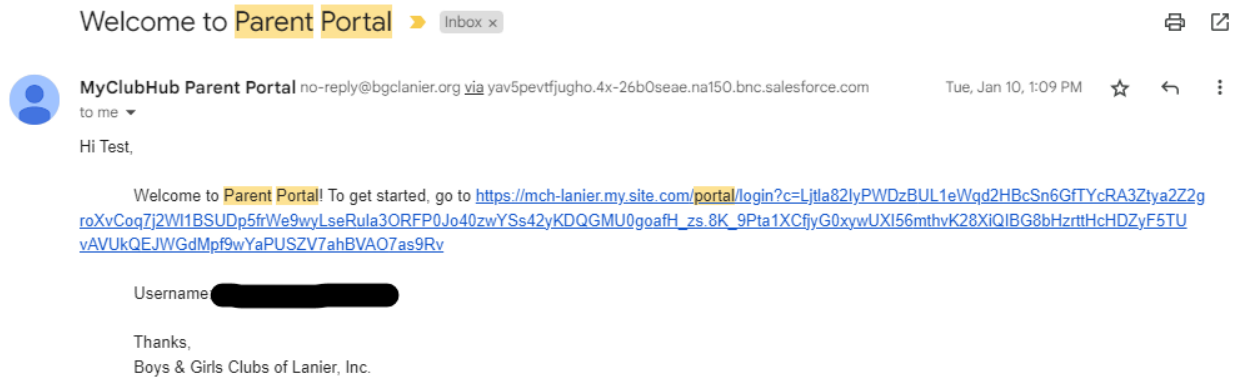 Welcome to Parent Portal Inbox ×
MyClubHub Parent Portal no-reply@bgclanier.org via yav5pevtfjugho.4x-26b0seae.na150.bnc.salesforce.com Tue, Jan 10, 1:09 PM
to me
Hi Test,
Welcome to Parent Portal! To get started, go to https://mch-lanier.my.site.com/portal/login?c=Ljtla82IyPWDzBUL1eWqd2HBcSn6GfTYcRA3Ztya2Z2g
roXvCoq7j2WI1BSUDp5frWe9wyLseRula3ORFP0Jo40zwYSs42yKDQGMU0goafH_zs.8K_9Pta1XCfjyG0xywUXI56mthvK28XiQIBG8bHzrttHcHDZyF5TU
vAVUkQEJWGdMpf9wYaPUSZV7ahBVAO7as9Rv
Username:
Thanks,
Boys & Girls Clubs of Lanier, Inc.